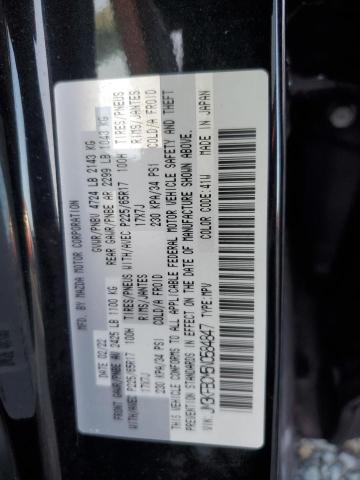 MFD. BY: MAZDA MOTOR CORPORATION
02/22 GVWR/PNBV 4724 LB 2143 KG
FRONT GAWR/PNBE AV 2425 LB 1100 KG REAR GAWR/PNBE AR 2299 LB 1043 KG
TIRES/PNEUS TIRES/PNEUS
WITH/AVEC P225/65R17 100H WITH/AVEC P225/65R17 100H
RIMS/JANTES 17X7J RIMS/JANTES 17X7J
COLD/A FROID COLD/A FROID
230 KPA/34 PSI 230 KPA/34 PSI
THIS VEHICLE CONFORMS TO ALL APPLICABLE FEDERAL MOTOR VEHICLE SAFETY AND THEFT
PREVENTION STANDARDS IN EFFECT ON THE DATE OF MANUFACTURE SHOWN ABOVE.
TYPE:MPV COLOR CODE:41W MADE IN JAPAN
VIN: JM3KFBCM5N0584847